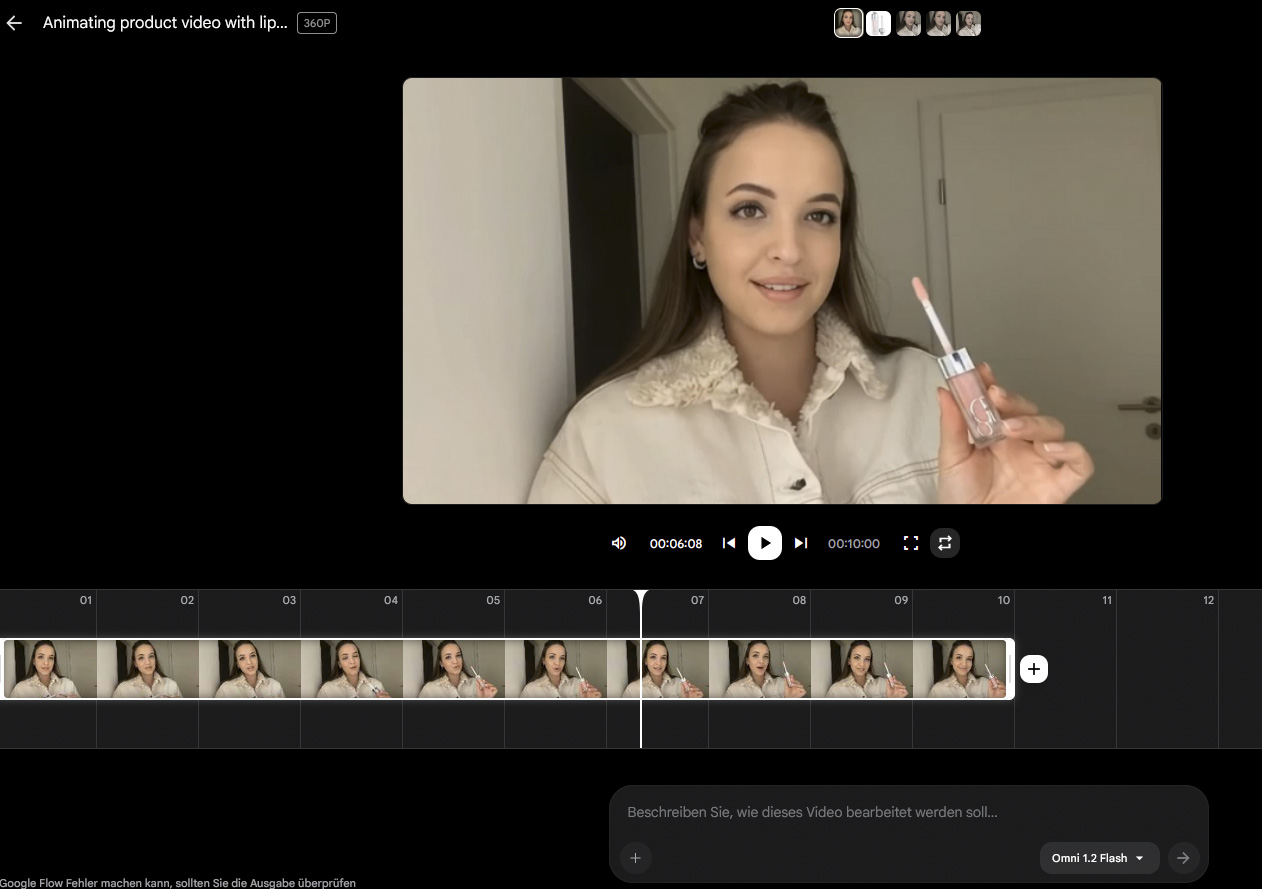 Animating product video with lip...
360P
00:06:08
00:10:00
01
02
03
04
05
06
07
08
09
10
11
12
Beschreiben Sie, wie dieses Video bearbeitet werden soll...
Omni 1.2 Flash
Google Flow Fehler machen kann, sollten Sie die Ausgabe überprüfen